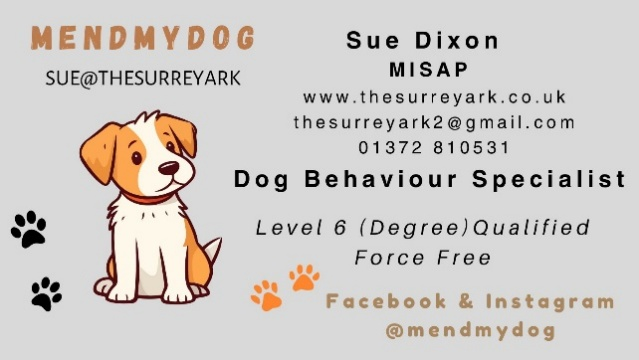 MENDMYDOG
SUE@THESURREYARK
Sue Dixon
MISAP
www.thesurreyark.co.uk
thesurreyark2@gmail.com
01372 810531
Dog Behaviour Specialist
Level 6 (Degree)Qualified
Force Free
Facebook & Instagram
@mendmydog